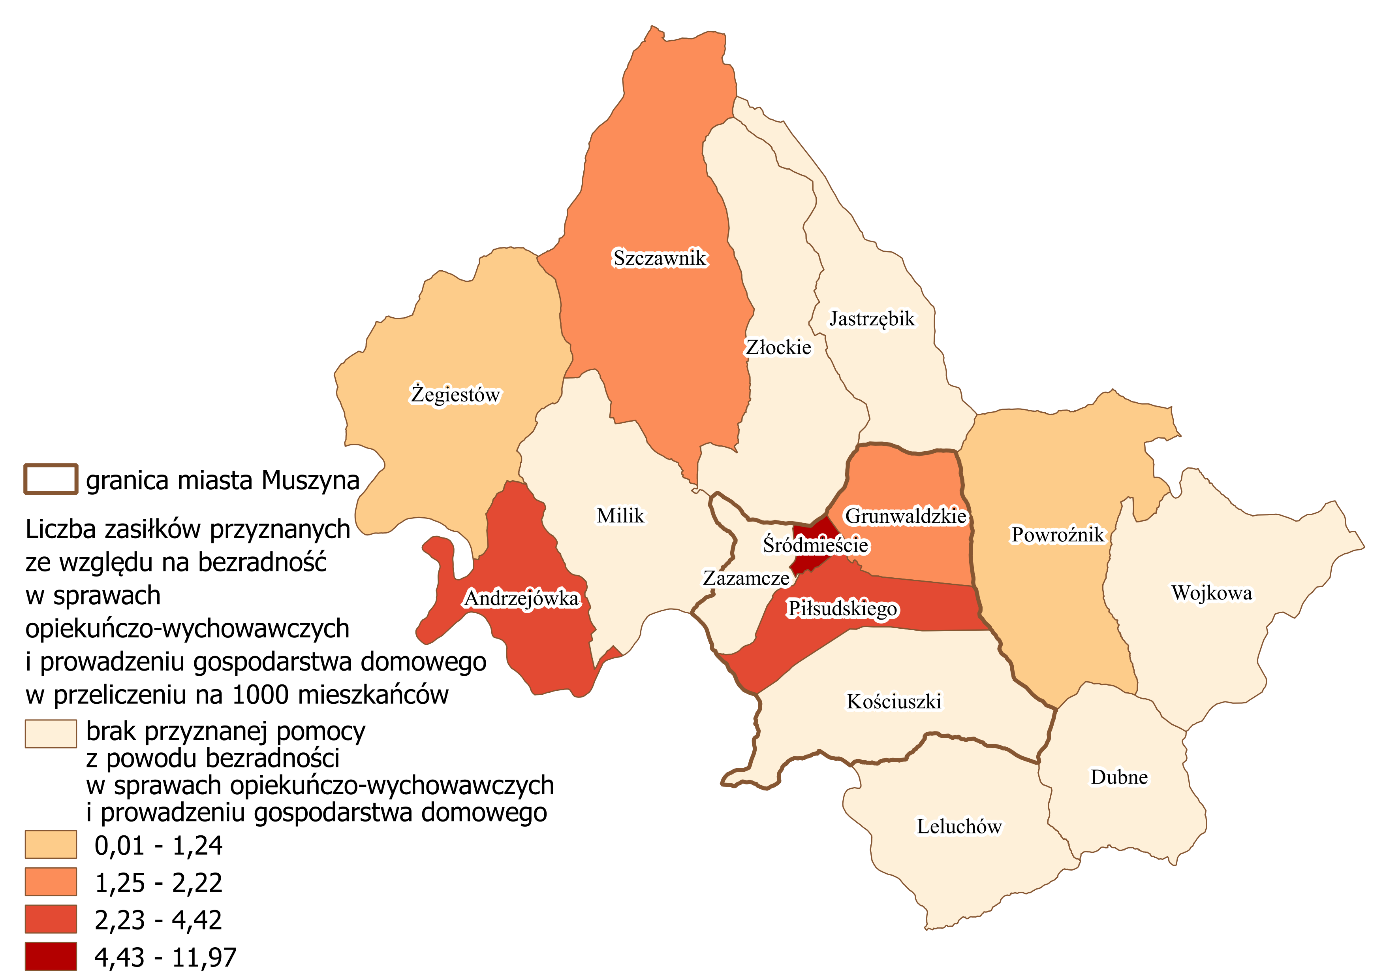 Szczawnik
Jastrzębik
Złockie
Żegiestów
granica miasta Muszyna
Milik
Grunwaldzkie
Liczba zasiłków przyznanych
ze względu na bezradność
w sprawach
opiekuńczo-wychowawczych
i prowadzeniu gospodarstwa domowego
w przeliczeniu na 1000 mieszkańców
Powroźnik
Śródmieście
Zazamcze
Wojkowa
Andrzejówka
Piłsudskiego
Kościuszki
brak przyznanej pomocy
z powodu bezradności
w sprawach opiekuńczo-wychowawczych
i prowadzeniu gospodarstwa domowego
Dubne
Leluchów
0,01 - 1,24
1,25 - 2,22
2,23 - 4,42
4,43 - 11,97